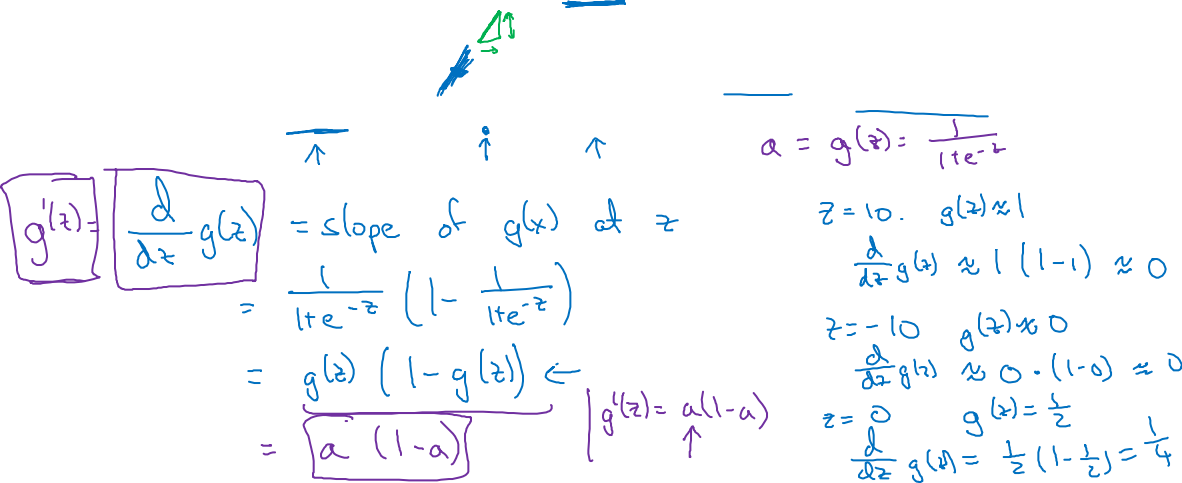 g'(z) = d/dz g(z) = slope of g(x) at z
= 1/(1+e^-z) (1 - 1/(1+e^-z))
= g(z) (1 - g(z)) ←
= a (1-a)
g'(z) = a(1-a)
a = g(z) = 1/(1+e^-z)
z = 10. g(z) ≈ 1
d/dz g(z) ≈ 1 (1-1) ≈ 0
z = -10 g(z) ≈ 0
d/dz g(z) ≈ 0 · (1-0) ≈ 0
z = 0 g(z) = 1/2
d/dz g(z) = 1/2 (1 - 1/2) = 1/4